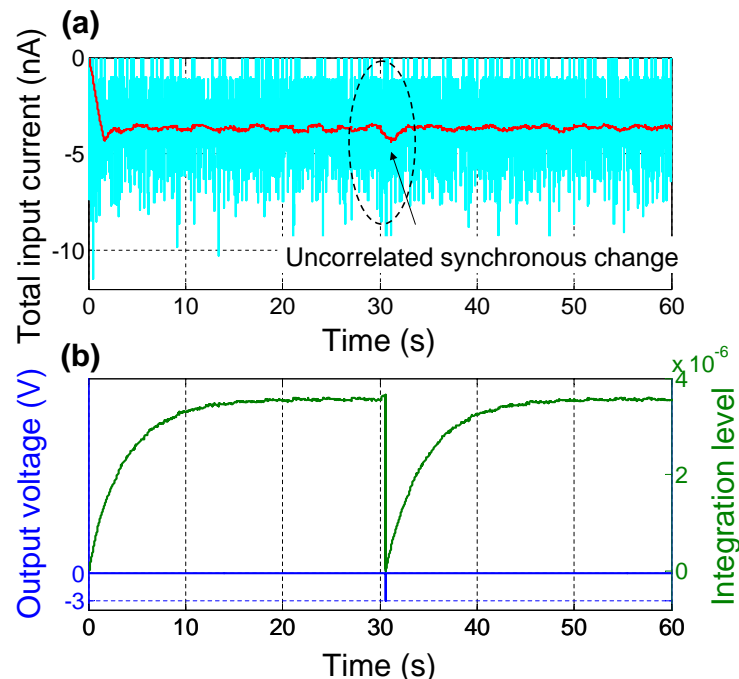 (a)
Total input current (nA)
0
-5
-10
Uncorrelated synchronous change
0 10 20 30 40 50 60
Time (s)
(b)
x 10^-6
Output voltage (V)
0
-3
4
2
0
Integration level
0 10 20 30 40 50 60
Time (s)